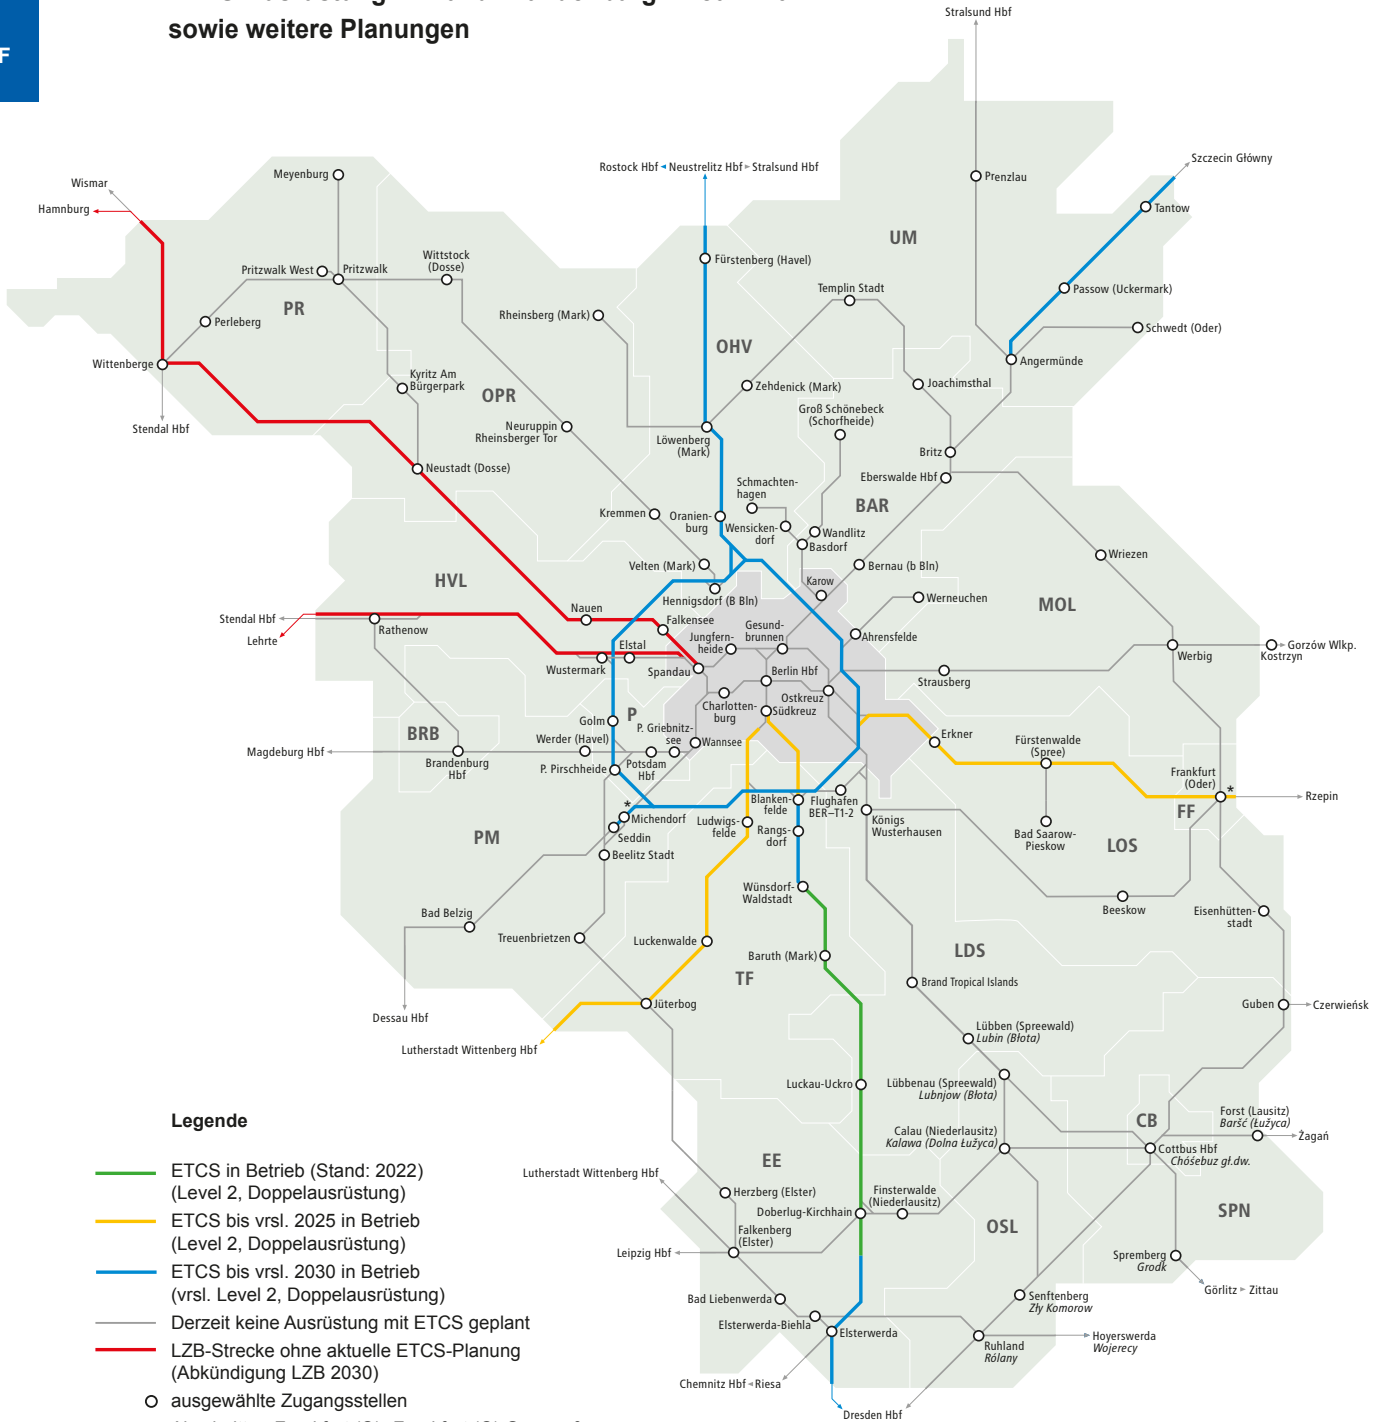 sowie weitere Planungen
F
Stralsund Hbf
Rostock Hbf
Neustrelitz Hbf
Stralsund Hbf
Szczecin Główny
Wismar
Hamnburg
Meyenburg
Prenzlau
Tantow
UM
Fürstenberg (Havel)
Wittstock
(Dosse)
Pritzwalk West
Pritzwalk
Passow (Uckermark)
Templin Stadt
PR
Perleberg
Rheinsberg (Mark)
Schwedt (Oder)
OHV
Wittenberge
Angermünde
Kyritz Am
Bürgerpark
Zehdenick (Mark)
Joachimsthal
OPR
Groß Schönebeck
(Schorfheide)
Stendal Hbf
Neuruppin
Rheinsberger Tor
Löwenberg
(Mark)
Britz
Neustadt (Dosse)
Eberswalde Hbf
Schmachten-
hagen
BAR
Kremmen
Oranien-
burg
Wensicken-
dorf
Wandlitz
Basdorf
Wriezen
Velten (Mark)
Bernau (b Bln)
HVL
Karow
Hennigsdorf (B Bln)
Werneuchen
MOL
Nauen
Stendal Hbf
Rathenow
Falkensee
Gesund-
brunnen
Jungfern-
heide
Ahrensfelde
Lehrte
Elstal
Wustermark
Spandau
Berlin Hbf
Werbig
Gorzów Wlkp.
Kostrzyn
Strausberg
Ostkreuz
Charlotten-
burg
Südkreuz
Golm
P
P. Griebnitz-
see
BRB
Werder (Havel)
Wannsee
Erkner
Fürstenwalde
(Spree)
Magdeburg Hbf
Brandenburg
Hbf
P. Pirschheide
Potsdam
Hbf
Frankfurt
(Oder)
*
Rzepin
Blanken-
felde
Flughafen
BER–T1-2
FF
*
Michendorf
Ludwigs-
felde
Rangs-
dorf
Königs
Wusterhausen
Bad Saarow-
Pieskow
PM
Seddin
LOS
Beelitz Stadt
Wünsdorf-
Waldstadt
Beeskow
Eisenhütten-
stadt
Bad Belzig
Treuenbrietzen
Luckenwalde
Baruth (Mark)
LDS
TF
Brand Tropical Islands
Jüterbog
Guben
Czerwieńsk
Dessau Hbf
Lübben (Spreewald)
Lubin (Błota)
Lutherstadt Wittenberg Hbf
Luckau-Uckro
Lübbenau (Spreewald)
Lubnjow (Błota)
Legende
CB
Forst (Lausitz)
Baršć (Łužyca)
Żagań
Calau (Niederlausitz)
Kalawa (Dolna Łužyca)
Cottbus Hbf
Chóśebuz gł.dw.
EE
ETCS in Betrieb (Stand: 2022)
(Level 2, Doppelausrüstung)
Lutherstadt Wittenberg Hbf
Herzberg (Elster)
Finsterwalde
(Niederlausitz)
Doberlug-Kirchhain
SPN
OSL
ETCS bis vrsl. 2025 in Betrieb
(Level 2, Doppelausrüstung)
Falkenberg
(Elster)
Leipzig Hbf
Spremberg
Grodk
ETCS bis vrsl. 2030 in Betrieb
(vrsl. Level 2, Doppelausrüstung)
Görlitz
Zittau
Bad Liebenwerda
Senftenberg
Zły Komorow
Derzeit keine Ausrüstung mit ETCS geplant
Elsterwerda-Biehla
Elsterwerda
Hoyerswerda
Wojerecy
Ruhland
Rólany
LZB-Strecke ohne aktuelle ETCS-Planung
(Abkündigung LZB 2030)
Chemnitz Hbf
Riesa
ausgewählte Zugangsstellen
Dresden Hbf